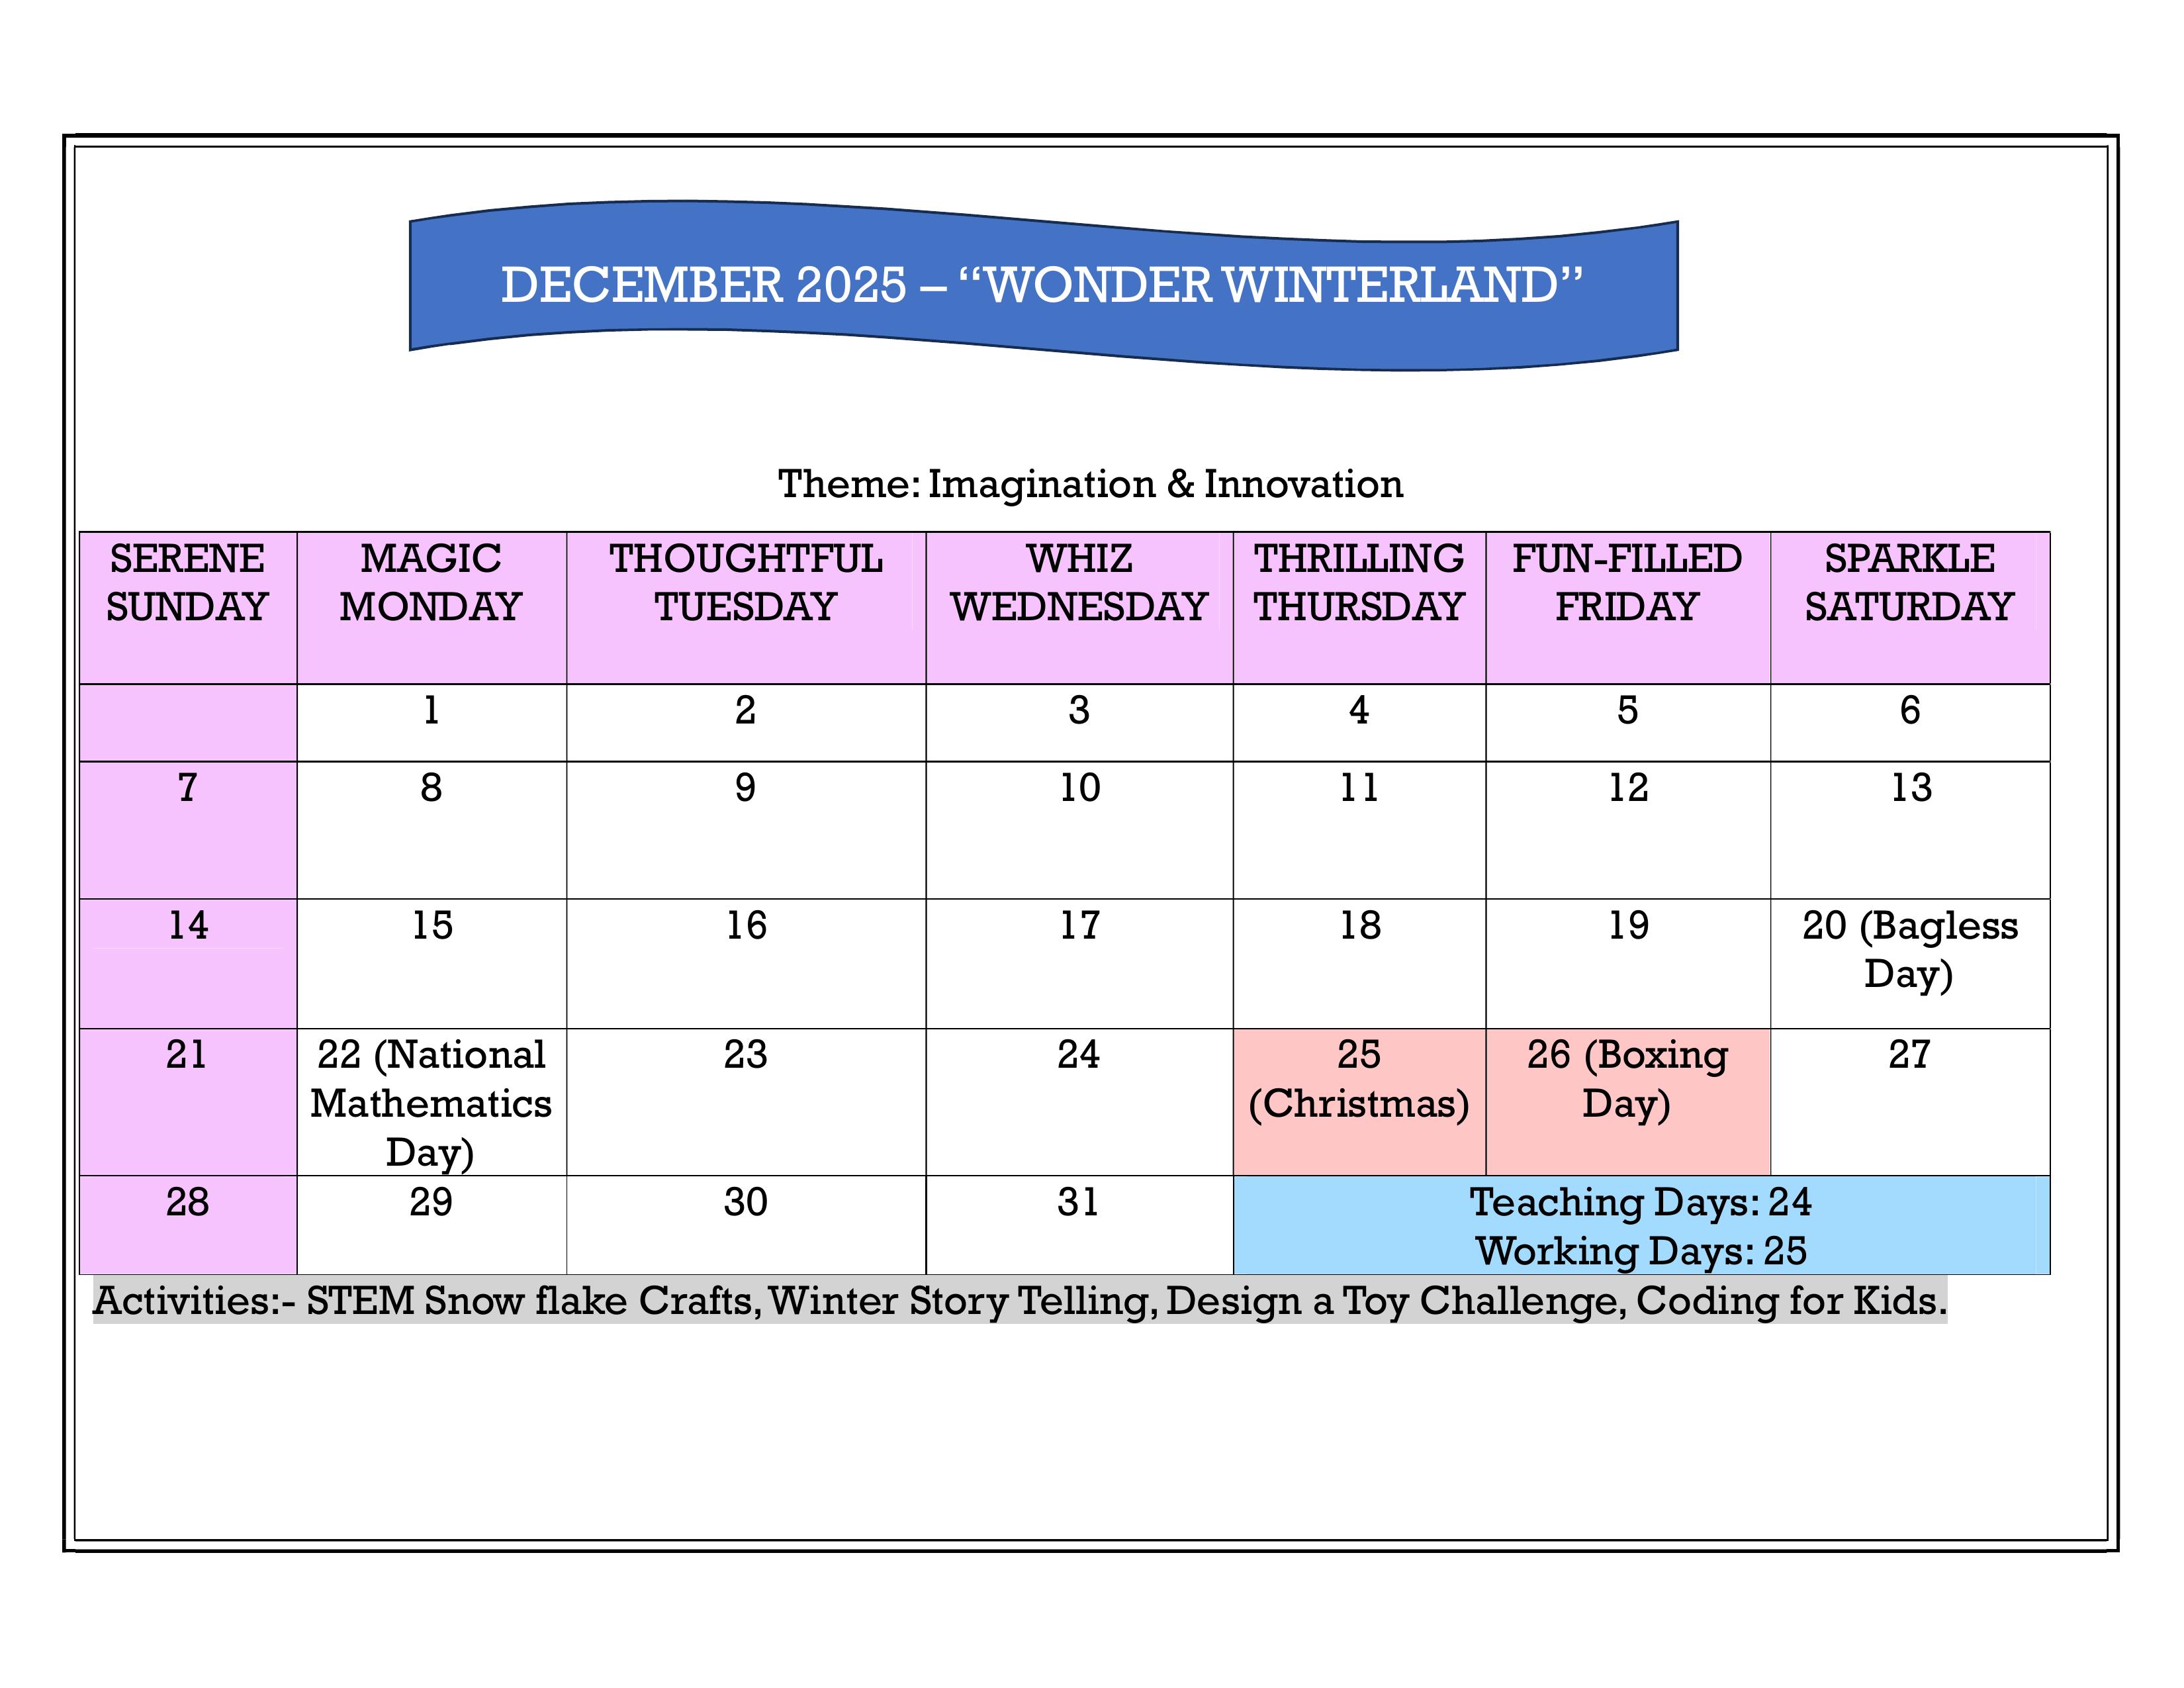 DECEMBER 2025 – “WONDER WINTERLAND”
Theme: Imagination & Innovation
SERENE SUNDAY MAGIC MONDAY THOUGHTFUL TUESDAY WHIZ WEDNESDAY THRILLING THURSDAY FUN-FILLED FRIDAY SPARKLE SATURDAY
1 2 3 4 5 6
7 8 9 10 11 12 13
14 15 16 17 18 19 20 (Bagless Day)
21 22 (National Mathematics Day) 23 24 25 (Christmas) 26 (Boxing Day) 27
28 29 30 31 Teaching Days: 24
Working Days: 25
Activities:- STEM Snow flake Crafts, Winter Story Telling, Design a Toy Challenge, Coding for Kids.